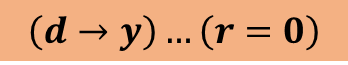 (d → y) ... (r = 0)